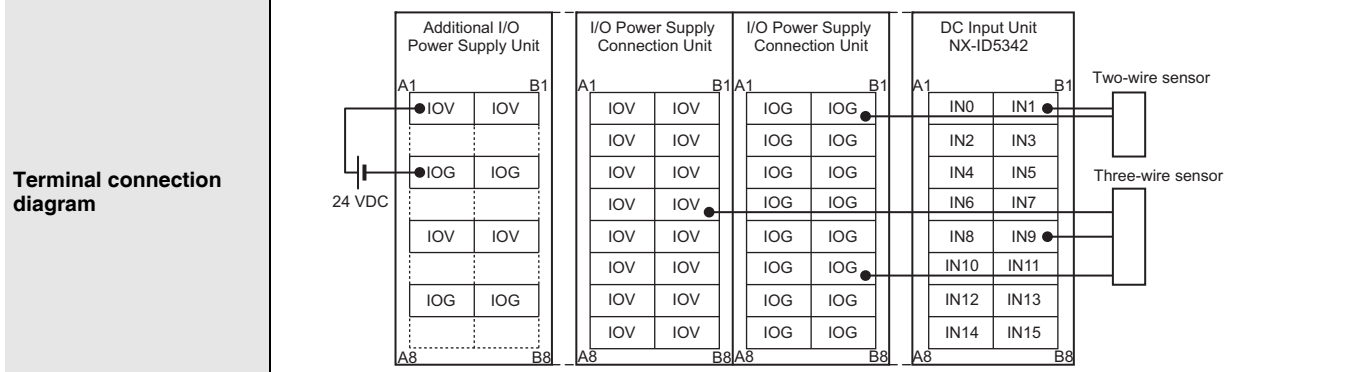 Terminal connection
diagram
Additional I/O
Power Supply Unit
I/O Power Supply
Connection Unit
I/O Power Supply
Connection Unit
DC Input Unit
NX-ID5342
A1 B1 A1 B1 A1 B1 A1 B1
Two-wire sensor
IOV IOV IOV IOV IOG IOG IN0 IN1
IOV IOV IOG IOG IN2 IN3
IOG IOG IOV IOV IOG IOG IN4 IN5
Three-wire sensor
24 VDC
IOV IOV IOG IOG IN6 IN7
IOV IOV IOV IOV IOG IOG IN8 IN9
IOV IOV IOG IOG IN10 IN11
IOG IOG IOV IOV IOG IOG IN12 IN13
IOV IOV IOG IOG IN14 IN15
A8 B8 A8 B8 A8 B8 A8 B8